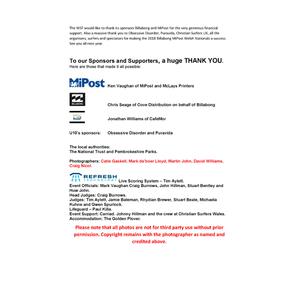 The WSF would like to thank its sponsors Billabong and MiPost for the very generous financial
support. Also a massive thank you to Obsessive Disorder, Puravida, Christian Surfers UK, all the
organisers, surfers and spectators for making the 2018 Billabong MiPost Welsh Nationals a success.
See you all next year.
To our Sponsors and Supporters, a huge THANK YOU.
Here are those that made it all possible:
MiPost
Ken Vaughan of MiPost and McLays Printers
Chris Seage of Cove Distribution on behalf of Billabong
Jonathan Williams of CafeMor
U10's sponsors: Obsessive Disorder and Puravida
The local authorities:
The National Trust and Pembrokeshire Parks.
Photographers: Catie Gaskell, Mark de'boer Lloyd, Martin John, David Williams,
Craig Nicol.
REFRESH
Live Scoring System – Tim Aylett.
Event Officials: Mark Vaughan Craig Burrows, John Hillman, Stuart Bentley and
How John.
Head Judges: Craig Burrows.
Judges: Tim Aylett, Jamie Bateman, Rhydian Brewer, Stuart Beale, Michaela
Kuhne and Gwen Spurlock.
Lifeguard – Paul Kille.
Event Support: Carried. Johnny Hillman and the crew at Christian Surfers Wales.
Accommodation: The Golden Plover.
Please note that all photos are not for third party use without prior
permission. Copyright remains with the photographer as named and
credited above.